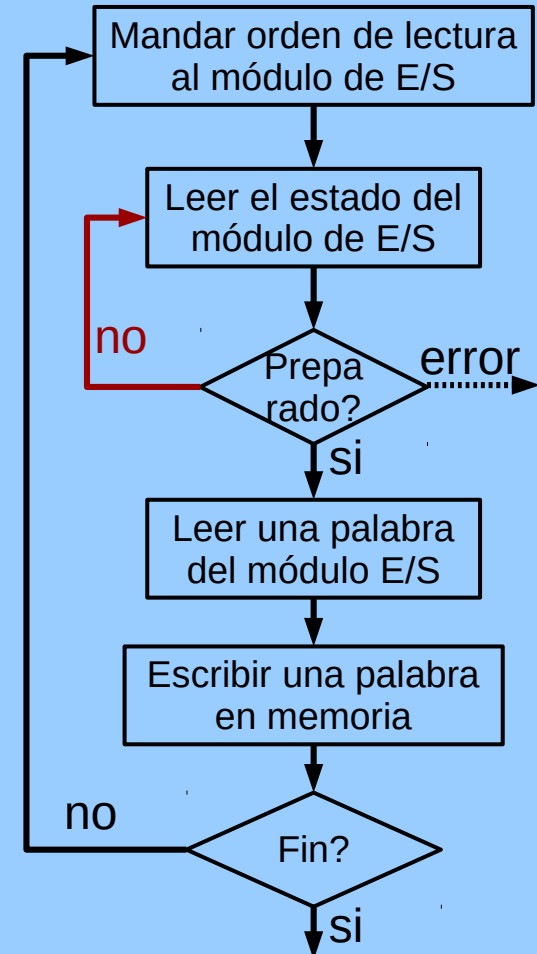 Mandar orden de lectura
al módulo de E/S
Leer el estado del
módulo de E/S
no
Prepa
rado?
error
si
Leer una palabra
del módulo E/S
Escribir una palabra
en memoria
no
Fin?
si